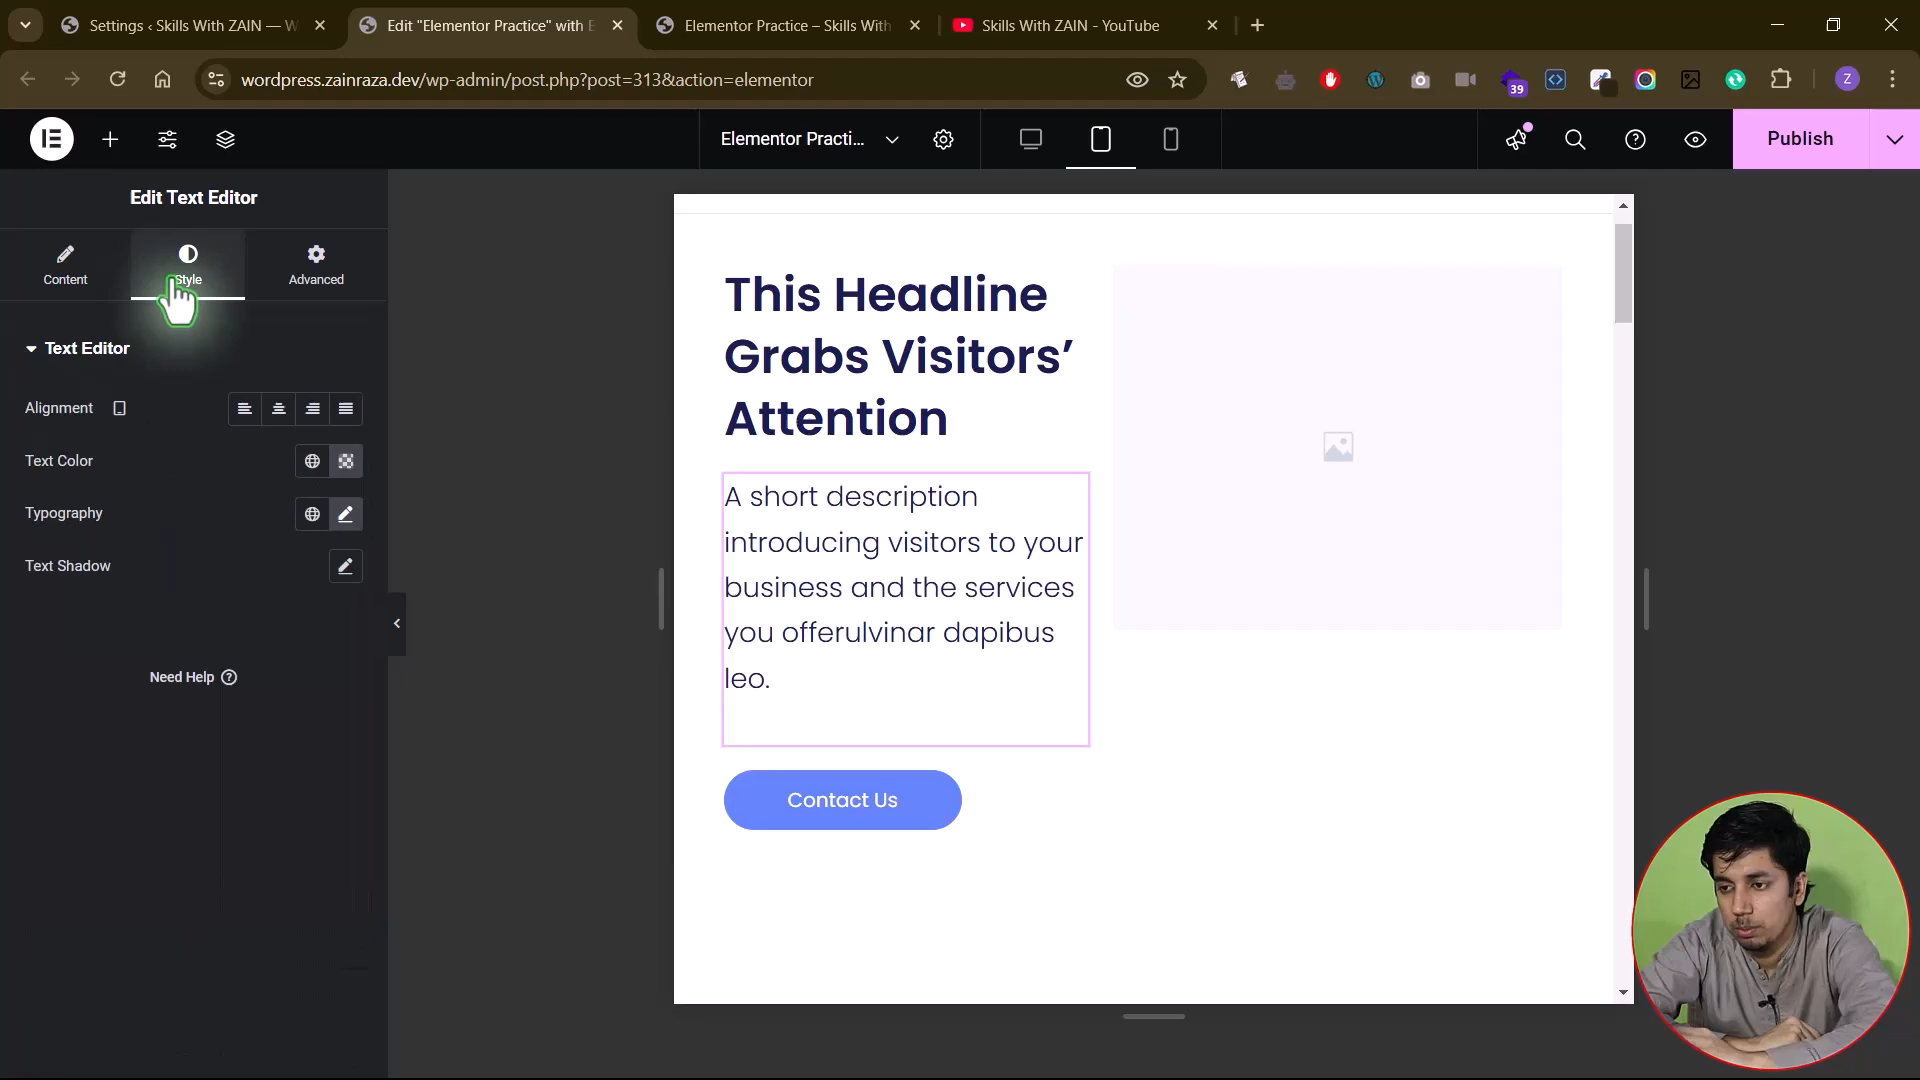 Settings ‹ Skills With ZAIN — W
Edit "Elementor Practice" with E
Elementor Practice – Skills With
Skills With ZAIN - YouTube
wordpress.zainraza.dev/wp-admin/post.php?post=313&action=elementor
39
Z
Elementor Practi...
Publish
Edit Text Editor
Content
Style
Advanced
Text Editor
Alignment
Text Color
Typography
Text Shadow
Need Help
This Headline
Grabs Visitors’
Attention
A short description
introducing visitors to your
business and the services
you offerulvinar dapibus
leo.
Contact Us